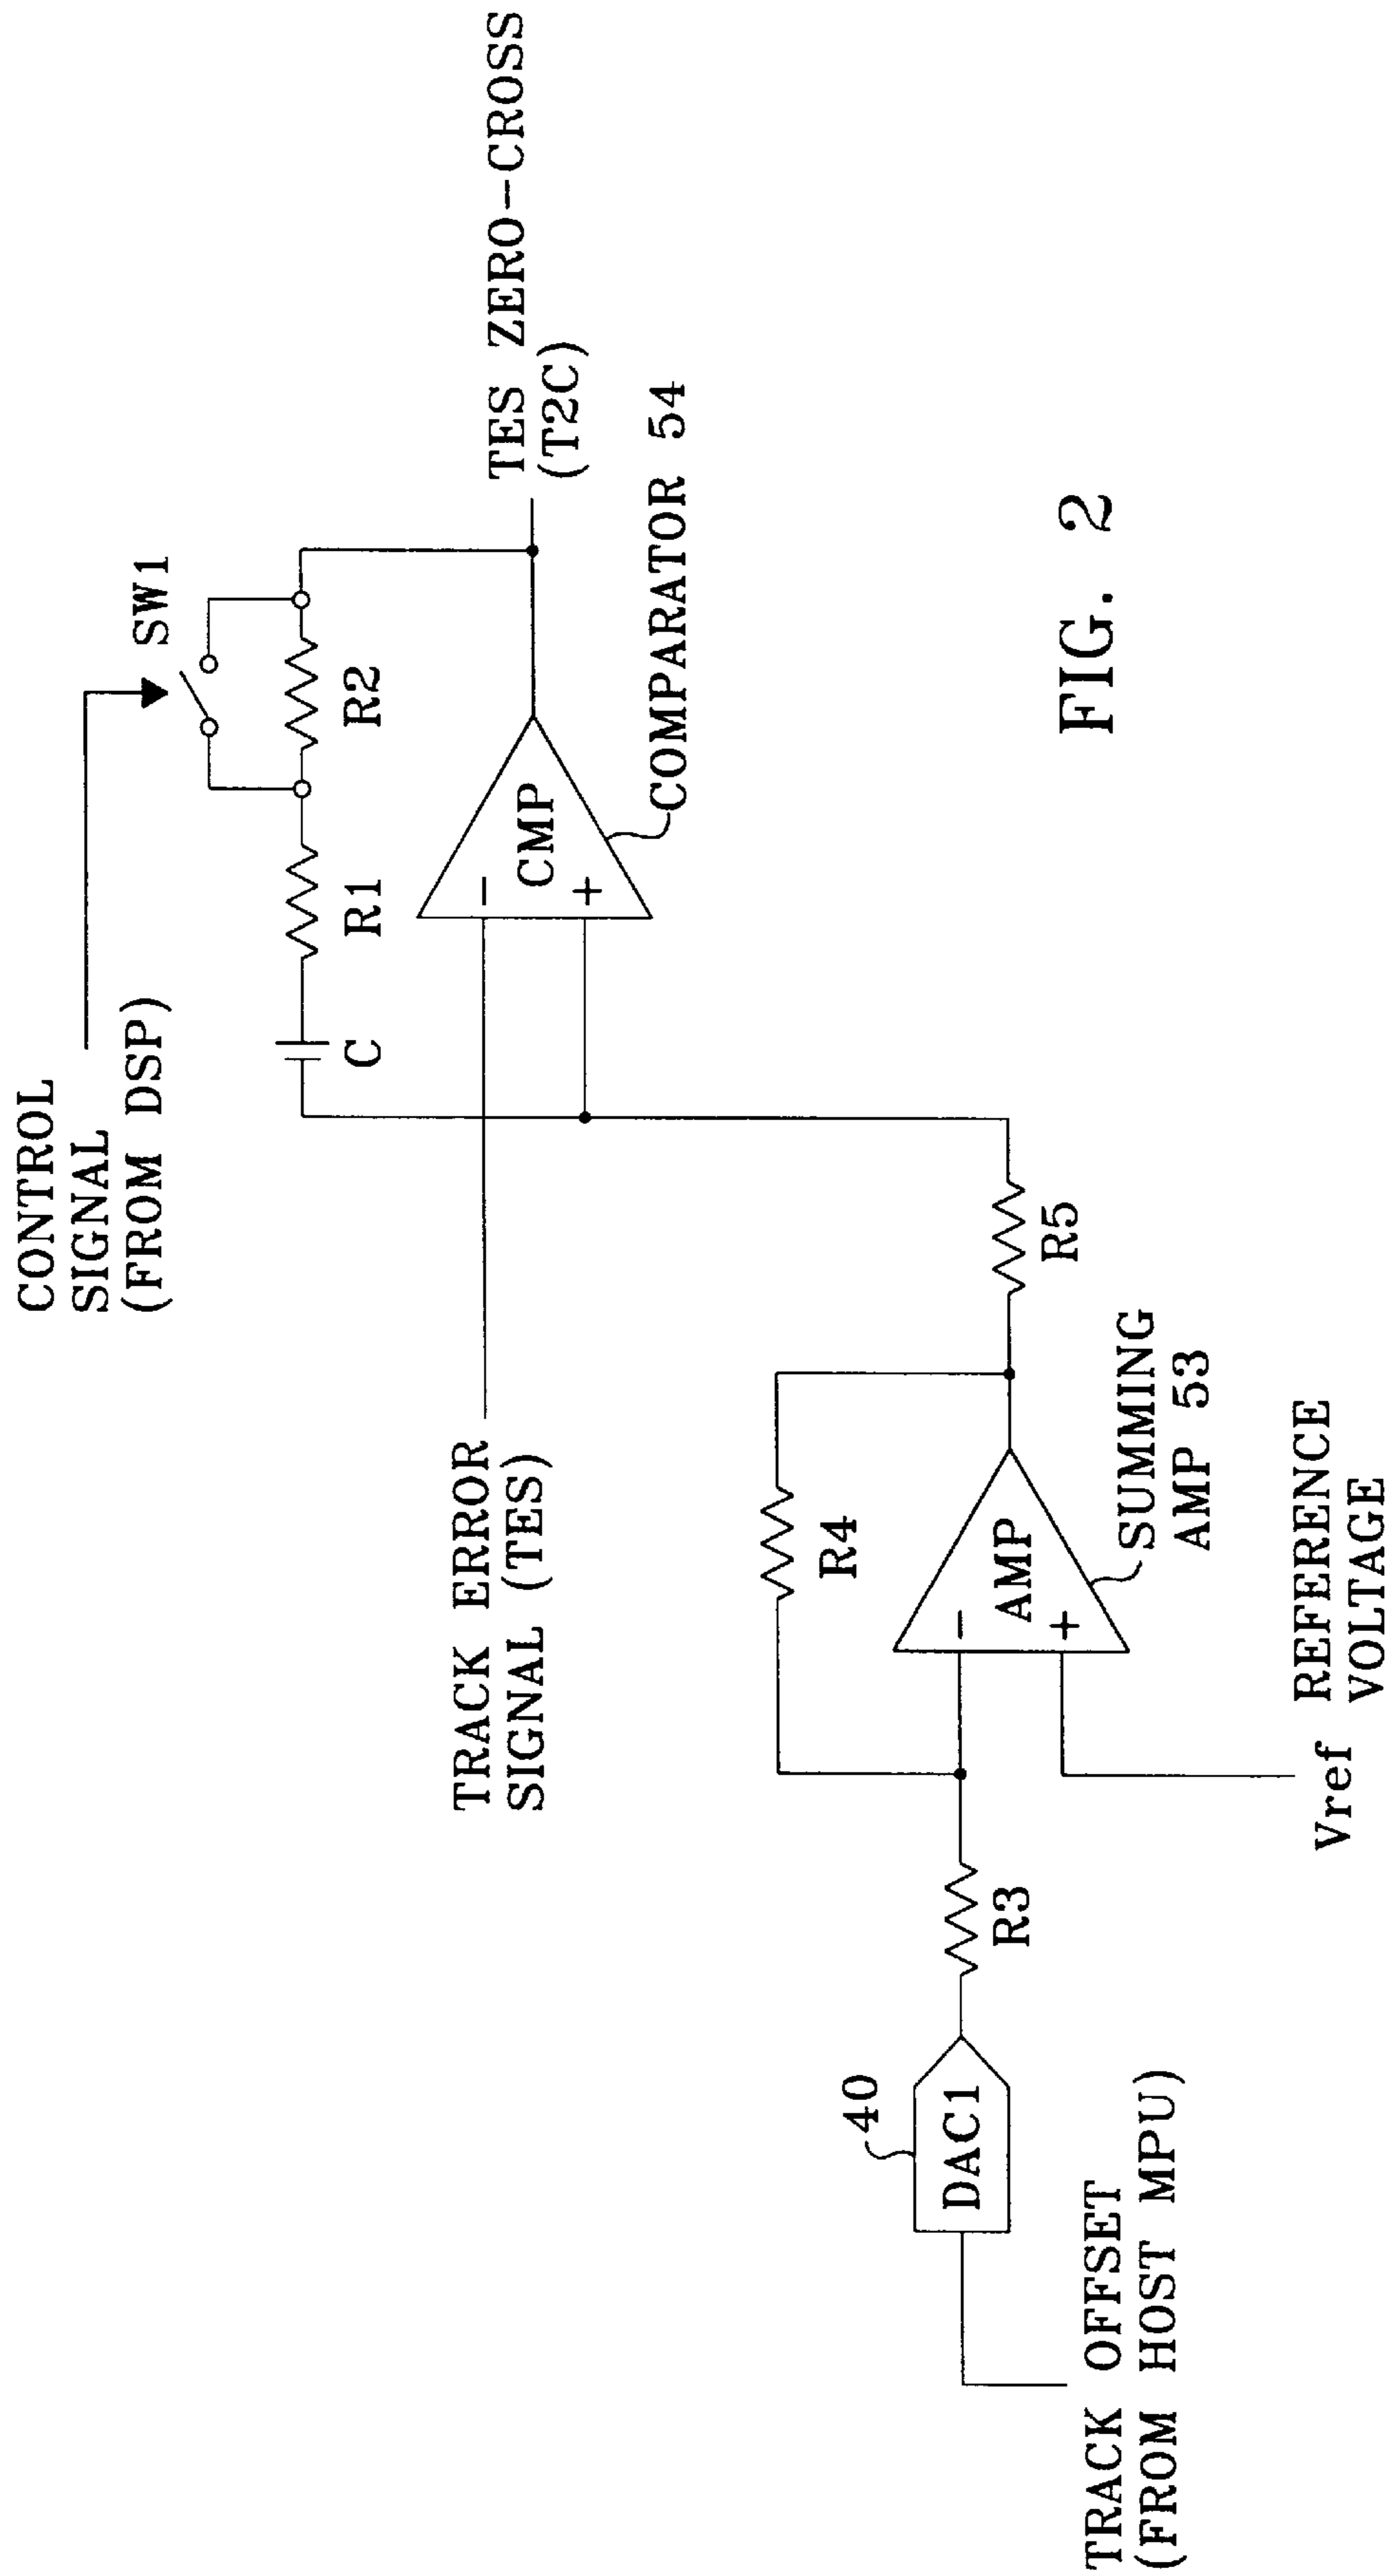 CONTROL
SIGNAL
(FROM DSP)
SW1
C
R1
R2
TRACK ERROR
SIGNAL (TES)
-
+
CMP
TES ZERO-CROSS
(T2C)
COMPARATOR 54
R4
R5
40
DAC1
R3
-
+
AMP
SUMMING
AMP 53
TRACK OFFSET
(FROM HOST MPU)
Vref
REFERENCE
VOLTAGE
FIG. 2